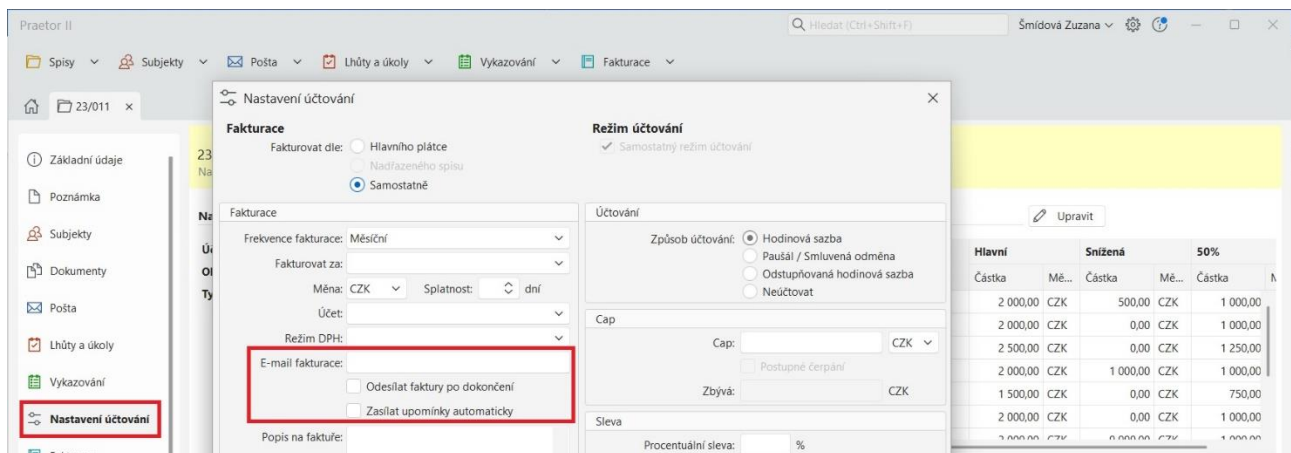 Praetor II
Hledat (Ctrl+Shift+F)
Šmídová Zuzana
Spisy
Subjekty
Pošta
Lhůty a úkoly
Vykazování
Fakturace
23/011
Základní údaje
Poznámka
Subjekty
Dokumenty
Pošta
Lhůty a úkoly
Vykazování
Nastavení účtování
23
Na
Na
Úč
Ob
Ty
Nastavení účtování
Fakturace
Fakturovat dle:
Hlavního plátce
Nadřazeného spisu
Samostatně
Režim účtování
Samostatný režim účtování
Fakturace
Frekvence fakturace: Měsíční
Fakturovat za:
Měna: CZK Splatnost: dní
Účet:
Režim DPH:
E-mail fakturace:
Odesílat faktury po dokončení
Zasílat upomínky automaticky
Popis na faktuře:
Účtování
Způsob účtování: Hodinová sazba
Paušál / Smluvená odměna
Odstupňovaná hodinová sazba
Neúčtovat
Cap
Cap: CZK
Postupné čerpání
Zbývá: CZK
Sleva
Procentuální sleva: %
Upravit
Hlavní Snížená 50%
Částka Mě... Částka Mě... Částka
2 000,00 CZK 500,00 CZK 1 000,00
2 000,00 CZK 0,00 CZK 1 000,00
2 500,00 CZK 0,00 CZK 1 250,00
2 000,00 CZK 1 000,00 CZK 1 000,00
1 500,00 CZK 0,00 CZK 750,00
2 000,00 CZK 0,00 CZK 1 000,00